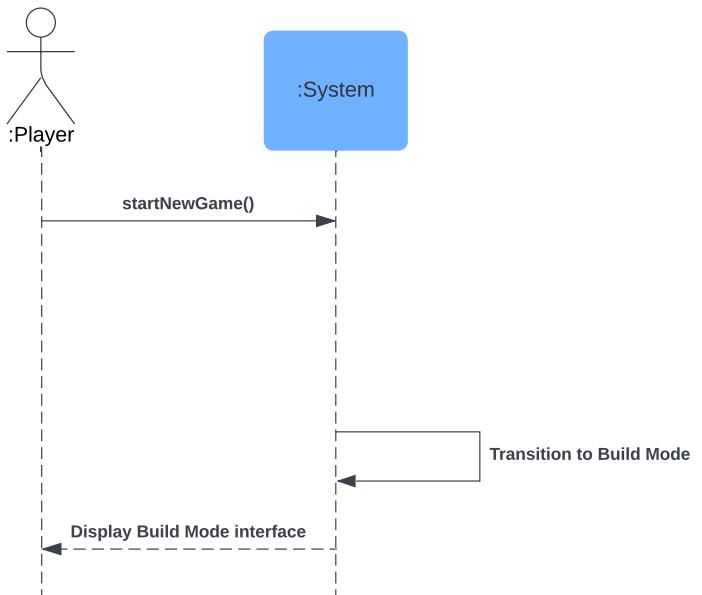 :Player
:System
startNewGame()
Transition to Build Mode
Display Build Mode interface